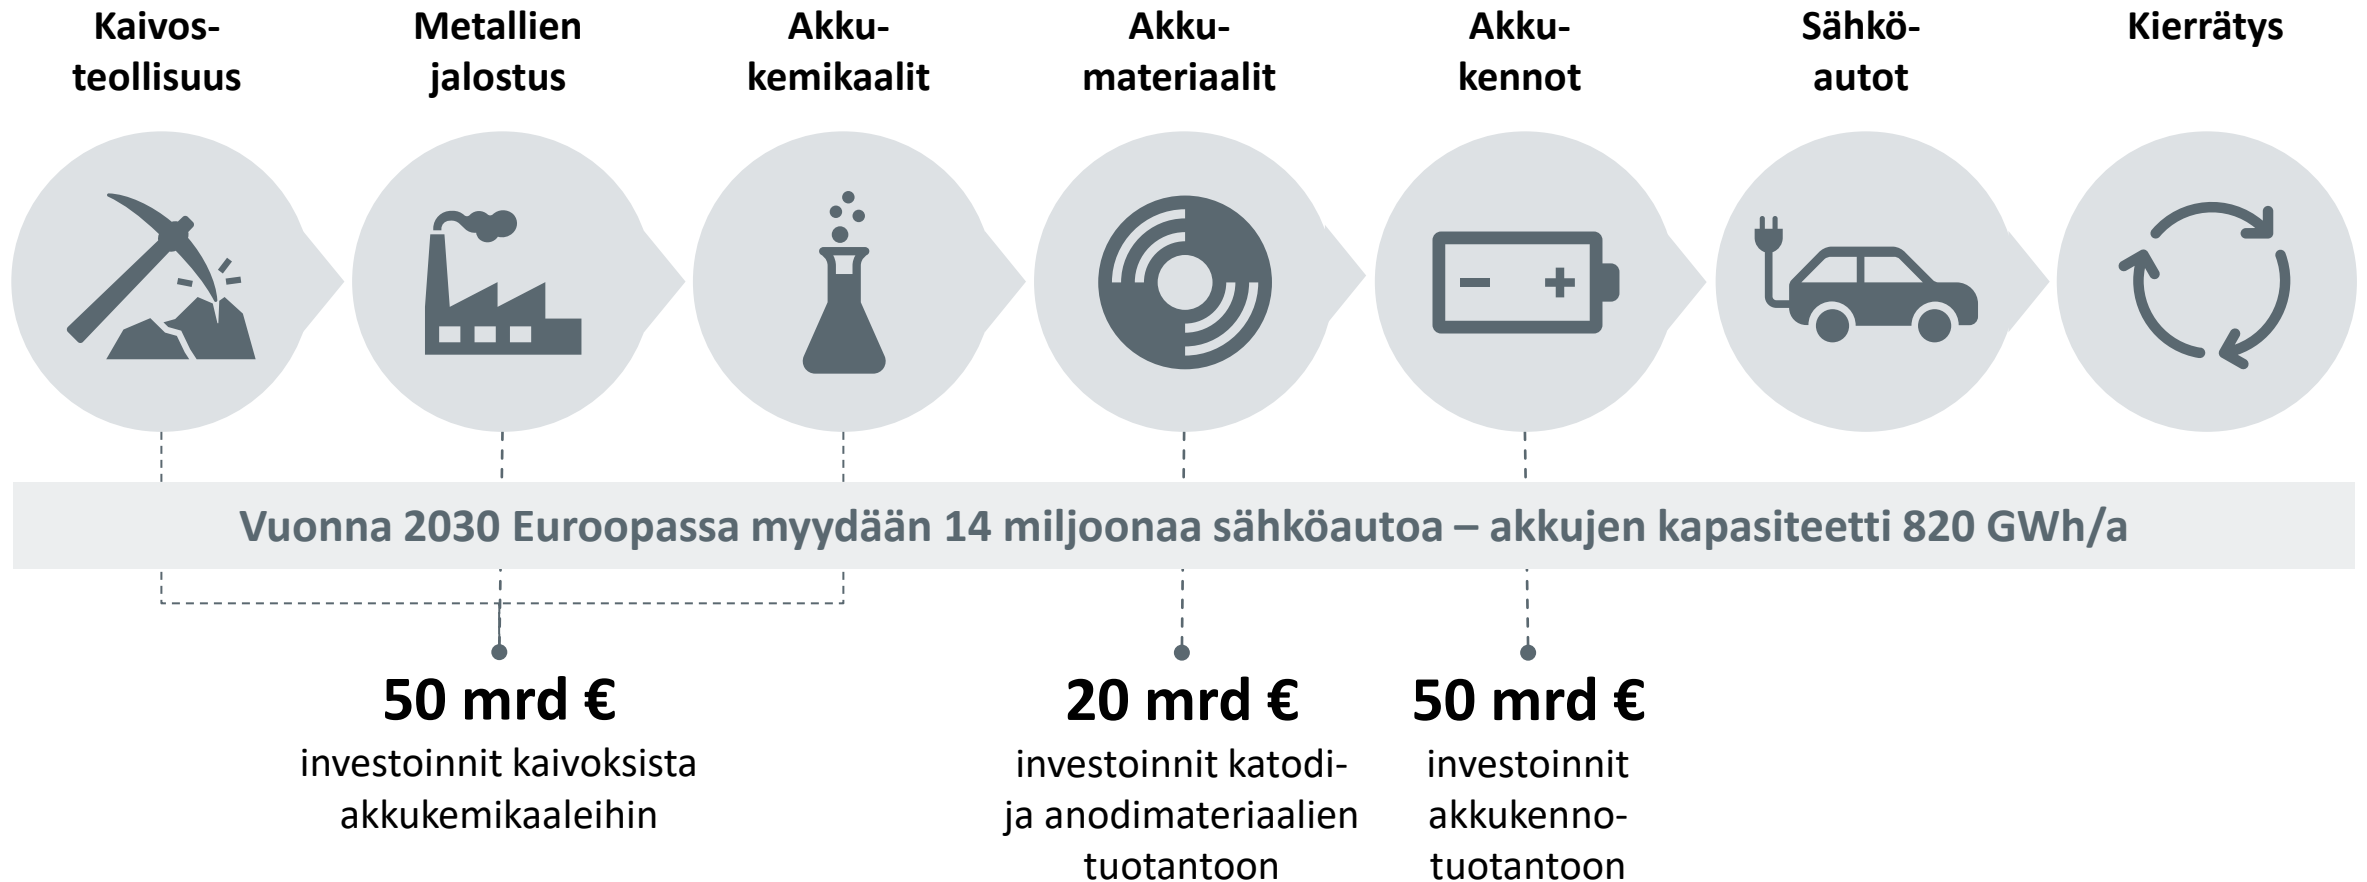 Kaivos-
teollisuus
Metallien
jalostus
Akku-
kemikaalit
Akku-
materiaalit
Akku-
kennot
Sähkö-
autot
Kierrätys
Vuonna 2030 Euroopassa myydään 14 miljoonaa sähköautoa – akkujen kapasiteetti 820 GWh/a
50 mrd €
investoinnit kaivoksista
akkukemikaaleihin
20 mrd €
investoinnit katodi-
ja anodimateriaalien
tuotantoon
50 mrd €
investoinnit
akkukenno-
tuotantoon